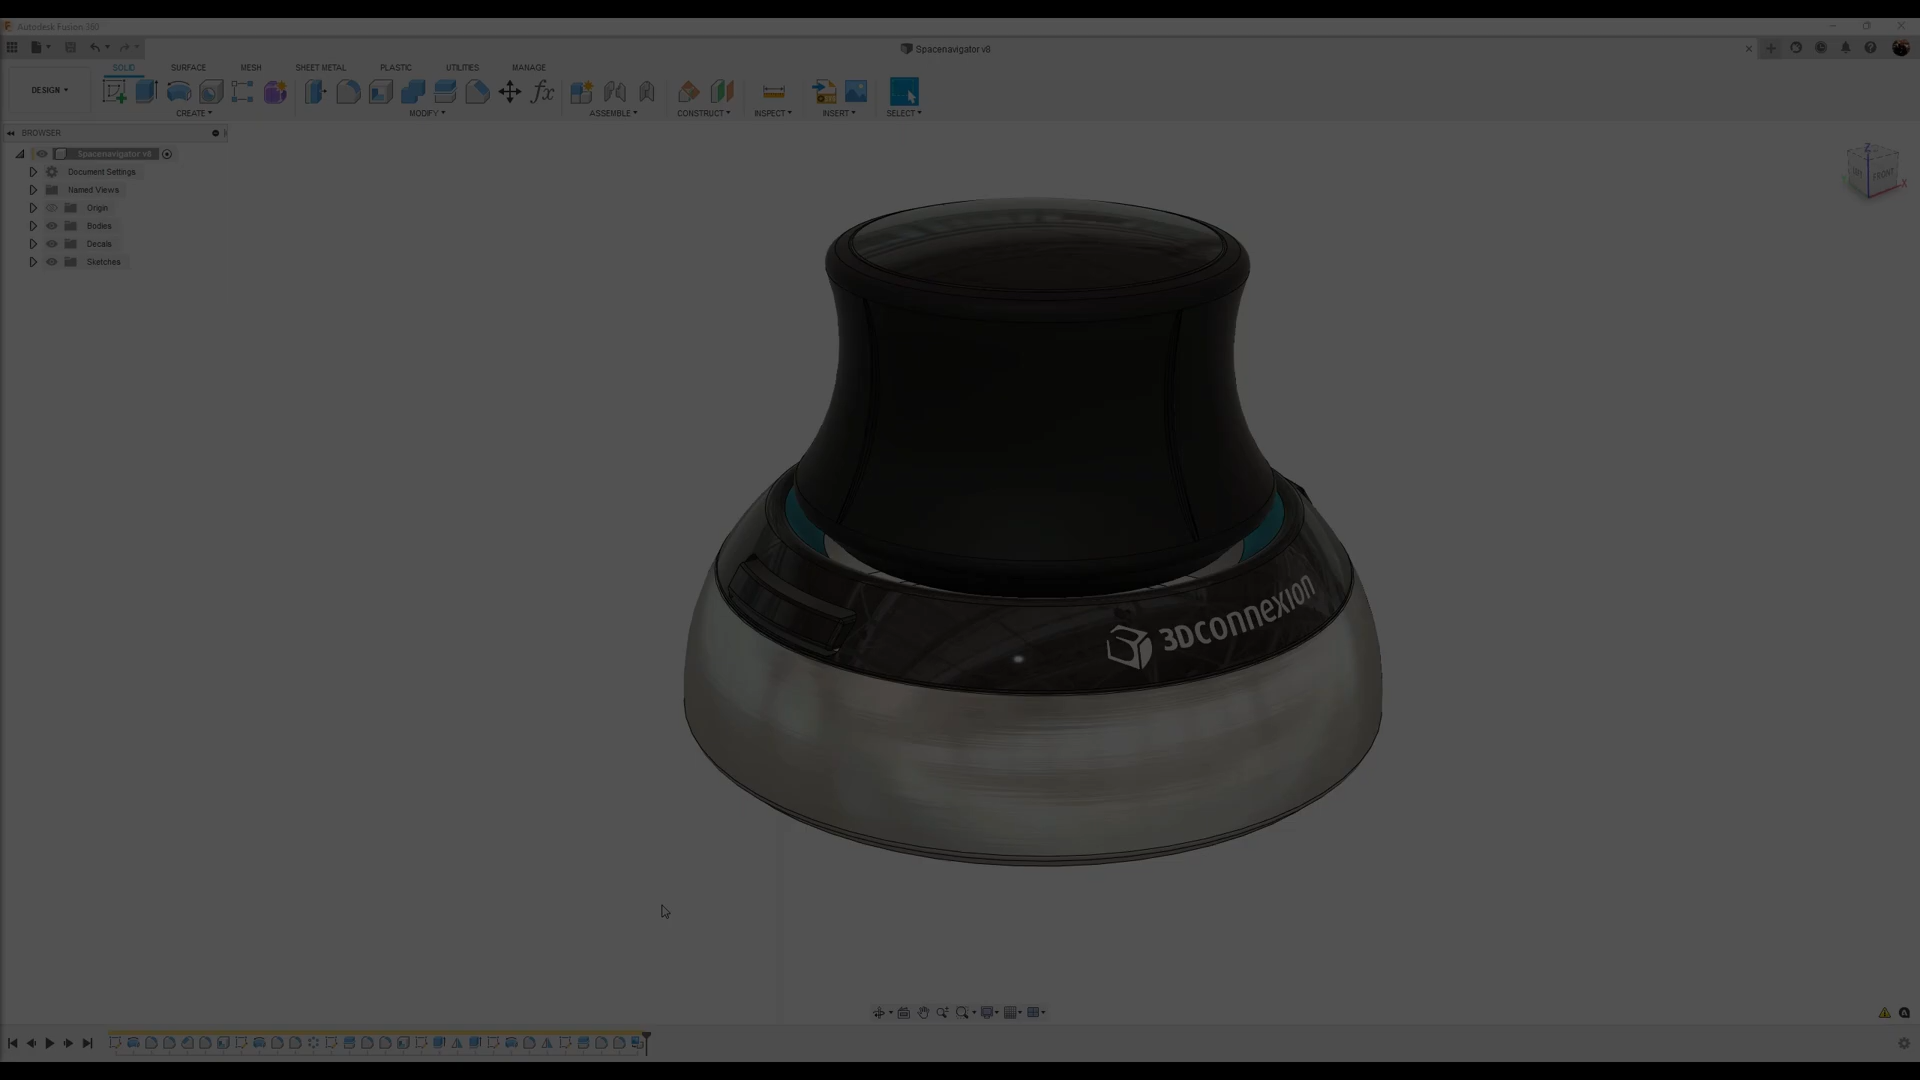 Autodesk Fusion 360
Spacenavigator v8
SOLID SURFACE MESH SHEET METAL PLASTIC UTILITIES MANAGE
DESIGN
CREATE MODIFY ASSEMBLE CONSTRUCT INSPECT INSERT SELECT
BROWSER
Spacenavigator v8
Document Settings
Named Views
Origin
Bodies
Decals
Sketches
Z
FRONT
X
3Dconnexion